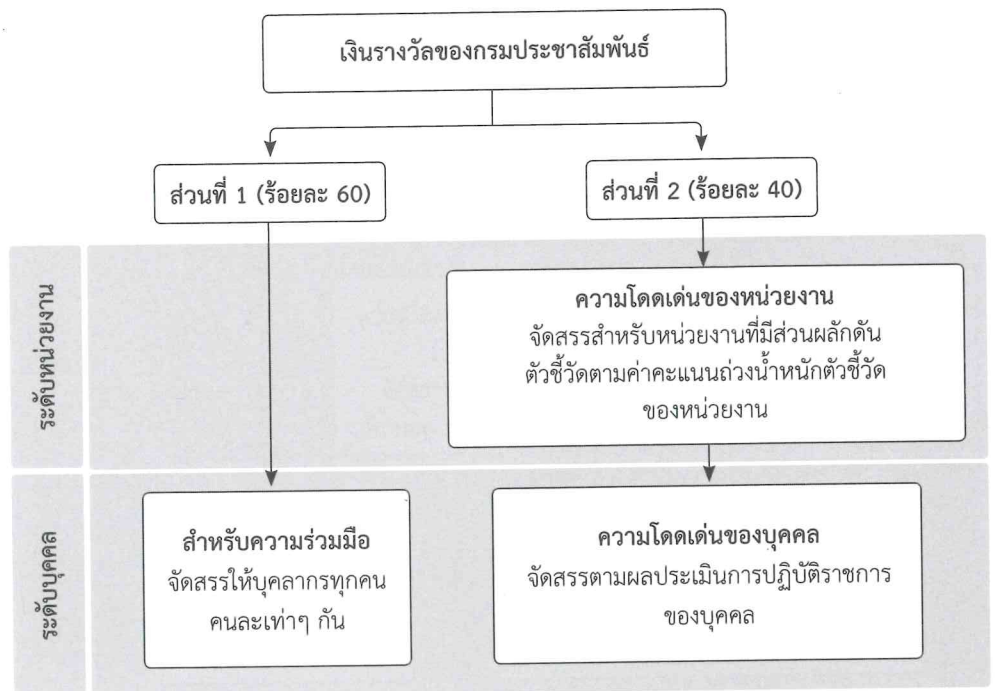 เงินรางวัลของกรมประชาสัมพันธ์
ส่วนที่ 1 (ร้อยละ 60)
ส่วนที่ 2 (ร้อยละ 40)
ระดับหน่วยงาน
ความโดดเด่นของหน่วยงาน
จัดสรรสำหรับหน่วยงานที่มีส่วนผลักดัน
ตัวชี้วัดตามค่าคะแนนถ่วงน้ำหนักตัวชี้วัด
ของหน่วยงาน
ระดับบุคคล
สำหรับความร่วมมือ
จัดสรรให้บุคลากรทุกคน
คนละเท่าๆ กัน
ความโดดเด่นของบุคคล
จัดสรรตามผลประเมินการปฏิบัติราชการ
ของบุคคล